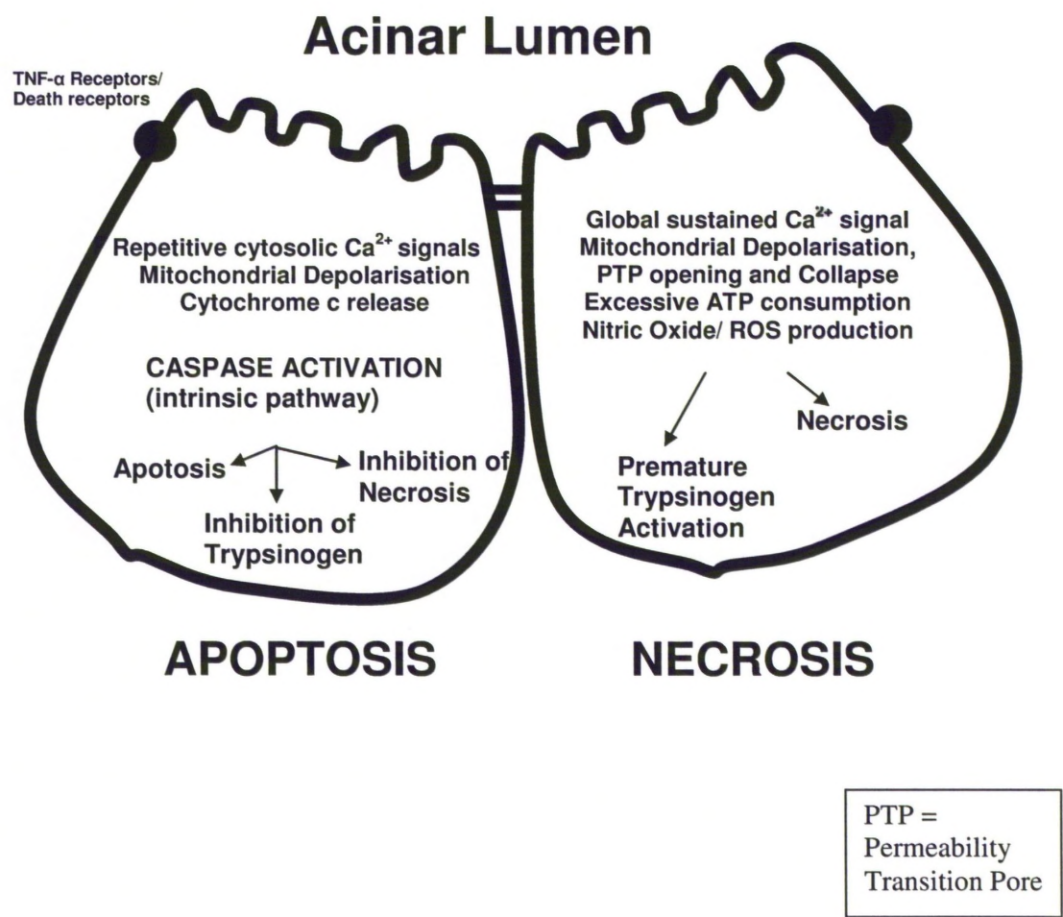 Acinar Lumen
TNF-α Receptors/
Death receptors
Repetitive cytosolic Ca²⁺ signals
Mitochondrial Depolarisation
Cytochrome c release
CASPASE ACTIVATION
(intrinsic pathway)
Apotosis
Inhibition of
Necrosis
Inhibition of
Trypsinogen
Global sustained Ca²⁺ signal
Mitochondrial Depolarisation,
PTP opening and Collapse
Excessive ATP consumption
Nitric Oxide/ ROS production
Necrosis
Premature
Trypsinogen
Activation
APOPTOSIS
NECROSIS
PTP =
Permeability
Transition Pore